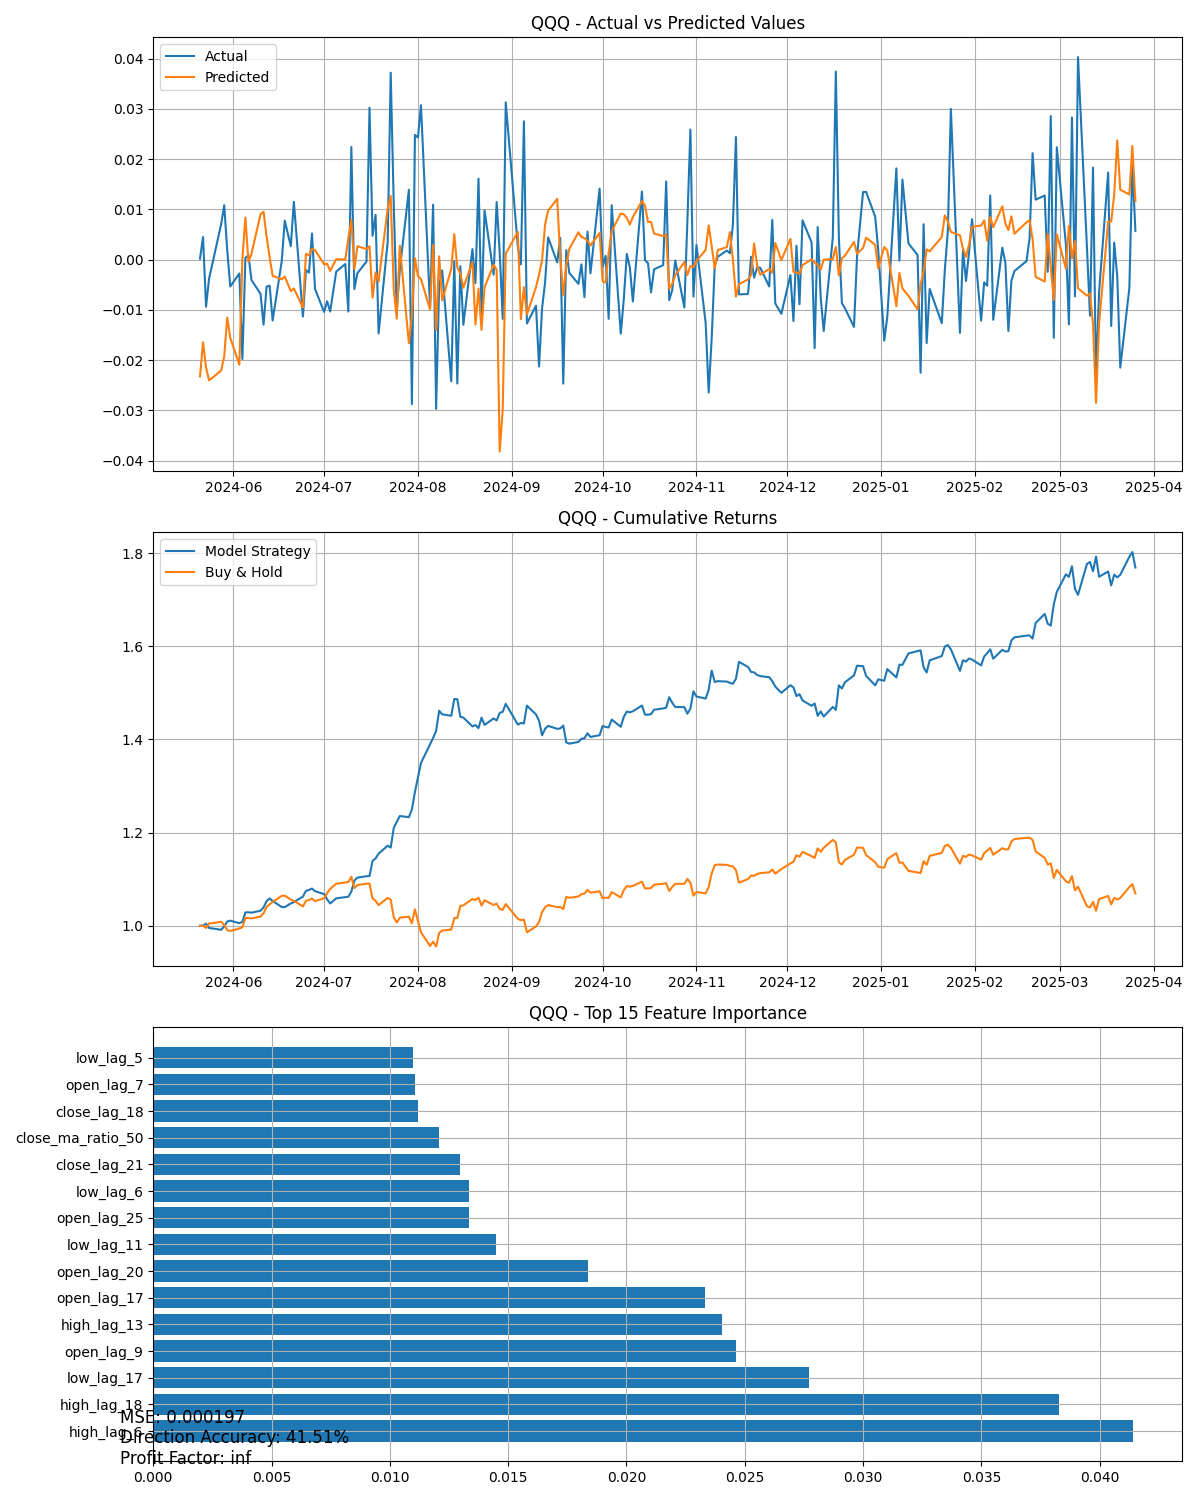 QQQ - Actual vs Predicted Values
Actual
Predicted
0.04
0.03
0.02
0.01
0.00
−0.01
−0.02
−0.03
−0.04
2024-06 2024-07 2024-08 2024-09 2024-10 2024-11 2024-12 2025-01 2025-02 2025-03 2025-04
QQQ - Cumulative Returns
Model Strategy
Buy & Hold
1.8
1.6
1.4
1.2
1.0
2024-06 2024-07 2024-08 2024-09 2024-10 2024-11 2024-12 2025-01 2025-02 2025-03 2025-04
QQQ - Top 15 Feature Importance
low_lag_5
open_lag_7
close_lag_18
close_ma_ratio_50
close_lag_21
low_lag_6
open_lag_25
low_lag_11
open_lag_20
open_lag_17
high_lag_13
open_lag_9
low_lag_17
high_lag_18
MSE: 0.000197
high_lag_6
Direction Accuracy: 41.51%
Profit Factor: inf
0.000 0.005 0.010 0.015 0.020 0.025 0.030 0.035 0.040